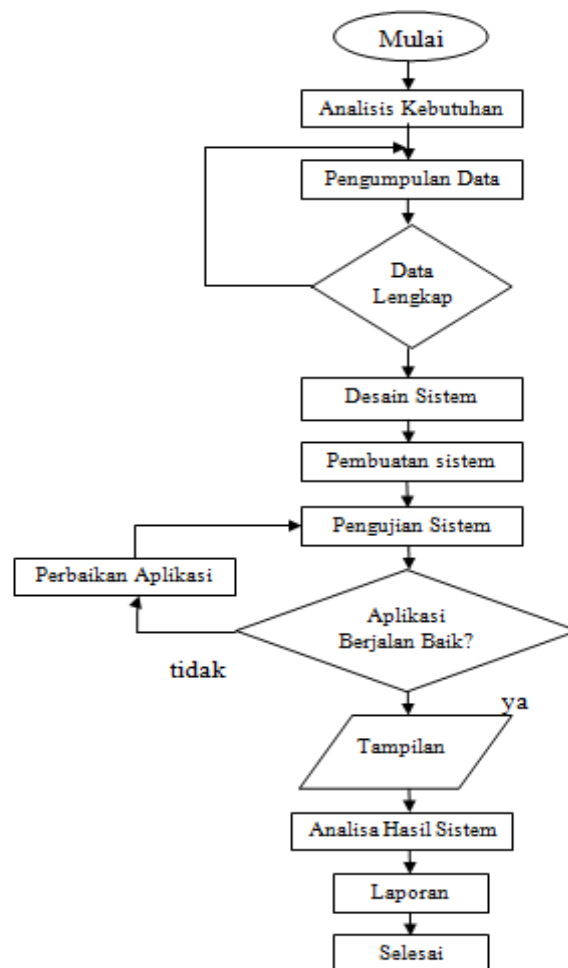 Mulai
Analisis Kebutuhan
Pengumpulan Data
Data
Lengkap
Desain Sistem
Pembuatan sistem
Pengujian Sistem
Perbaikan Aplikasi
Aplikasi
Berjalan Baik?
tidak
ya
Tampilan
Analisa Hasil Sistem
Laporan
Selesai